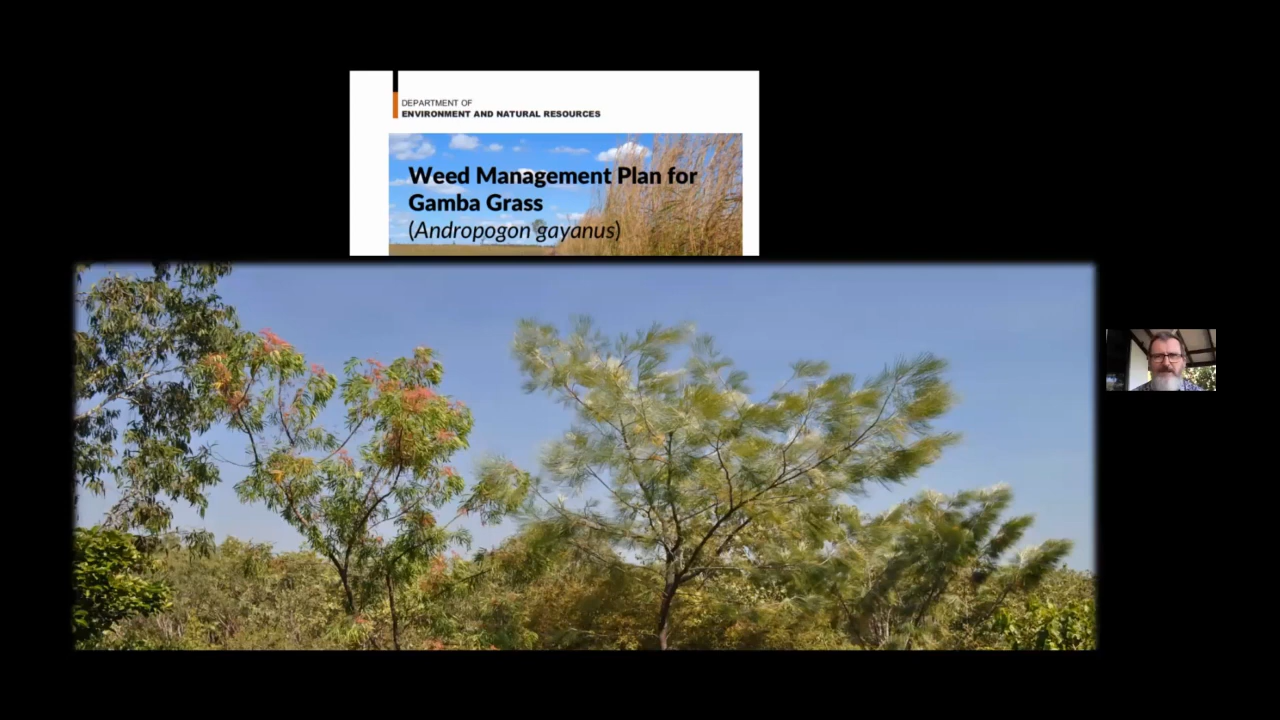 DEPARTMENT OF
ENVIRONMENT AND NATURAL RESOURCES
Weed Management Plan for
Gamba Grass
(Andropogon gayanus)